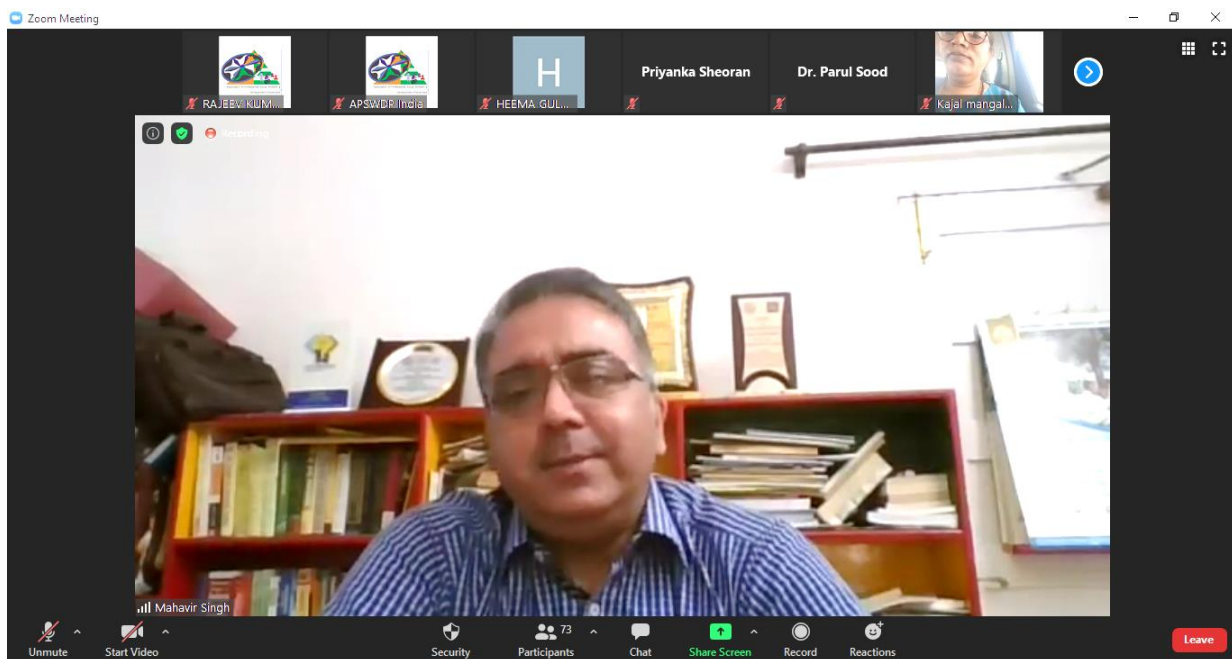 Zoom Meeting
RAJEEV KUM...
APSWDP India
H
HEEMA GUL...
Priyanka Sheoran
Dr. Parul Sood
Kajal mangal...
Recording
Mahavir Singh
Unmute
Start Video
Security
Participants
73
Chat
Share Screen
Record
Reactions
Leave